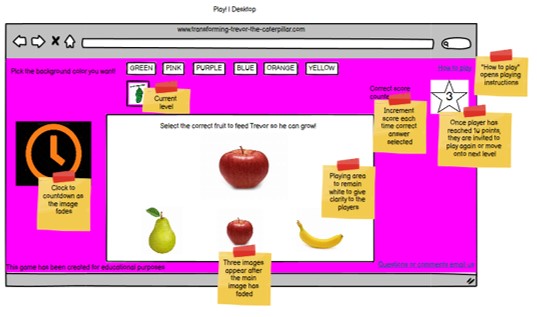 Play! | Desktop
www.transforming-trevor-the-caterpillar.com
Pick the background color you want!
GREEN
PINK
PURPLE
BLUE
ORANGE
YELLOW
How to play
"How to play"
opens playing
instructions
Current
level
Correct score
3
Increment
score each
time correct
answer
selected
Once player has
reached 10 points,
they are invited to
play again or move
onto next level
Select the correct fruit to feed Trevor so he can grow!
Clock to
countdown as
the image
fades
Playing area
to remain
white to give
clarity to the
players
Three images
appear after
the main
image has
faded
This game has been created for educational purposes
Questions or comments email us